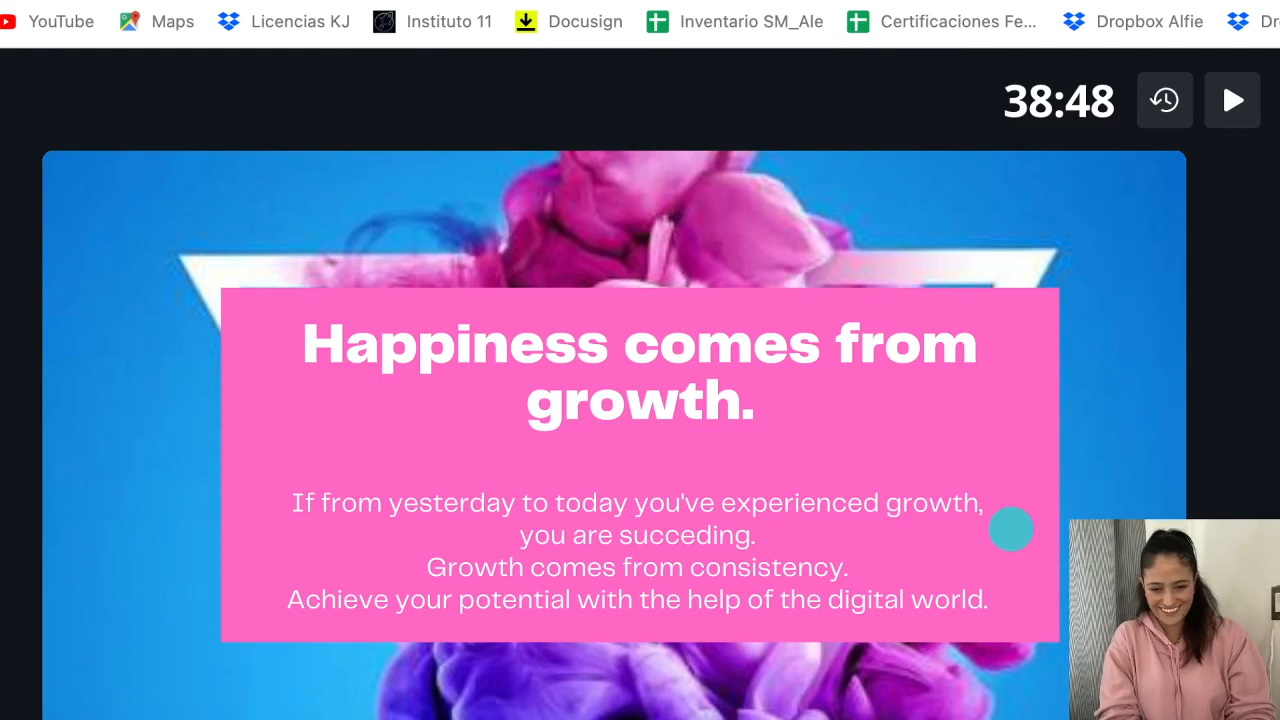 YouTube Maps Licencias KJ Instituto 11 Docusign Inventario SM_Ale Certificaciones Fe... Dropbox Alfie
38:48
Happiness comes from
growth.
If from yesterday to today you've experienced growth,
you are succeding.
Growth comes from consistency.
Achieve your potential with the help of the digital world.